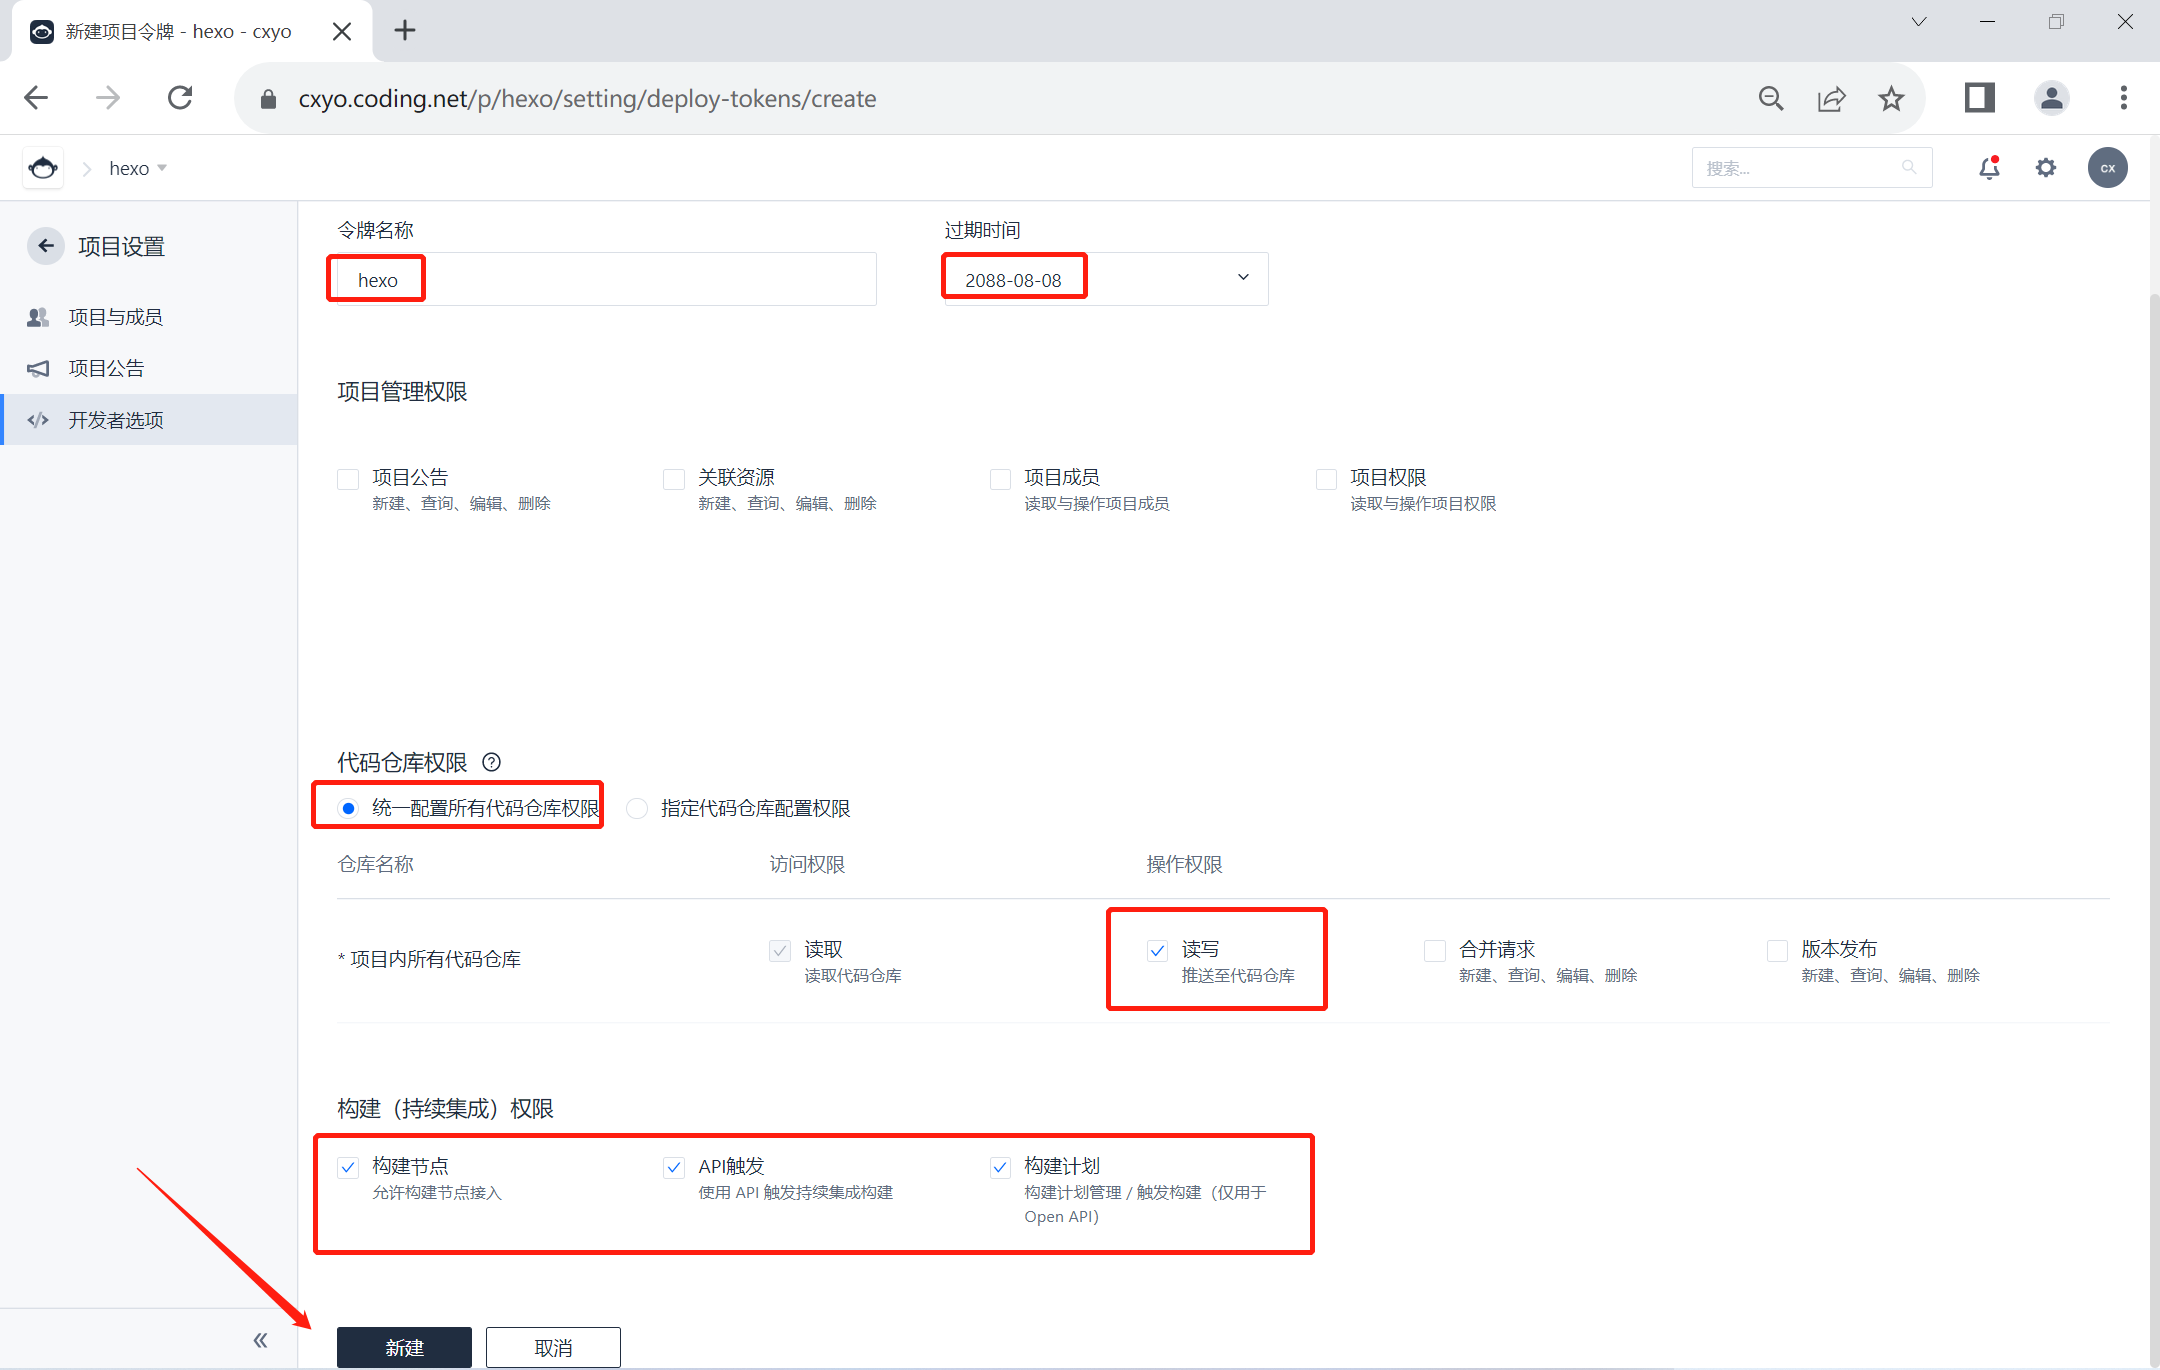 新建项目令牌 - hexo - cxyo
cxyo.coding.net/p/hexo/setting/deploy-tokens/create
hexo
搜索...
cx
项目设置
项目与成员
项目公告
开发者选项
令牌名称
过期时间
hexo
2088-08-08
项目管理权限
项目公告
关联资源
项目成员
项目权限
新建、查询、编辑、删除
新建、查询、编辑、删除
读取与操作项目成员
读取与操作项目权限
代码仓库权限 ?
统一配置所有代码仓库权限
指定代码仓库配置权限
仓库名称
访问权限
操作权限
* 项目内所有代码仓库
读取
读取代码仓库
读写
推送至代码仓库
合并请求
新建、查询、编辑、删除
版本发布
新建、查询、编辑、删除
构建（持续集成）权限
构建节点
允许构建节点接入
API触发
使用 API 触发持续集成构建
构建计划
构建计划管理 / 触发构建（仅用于
Open API）
新建
取消